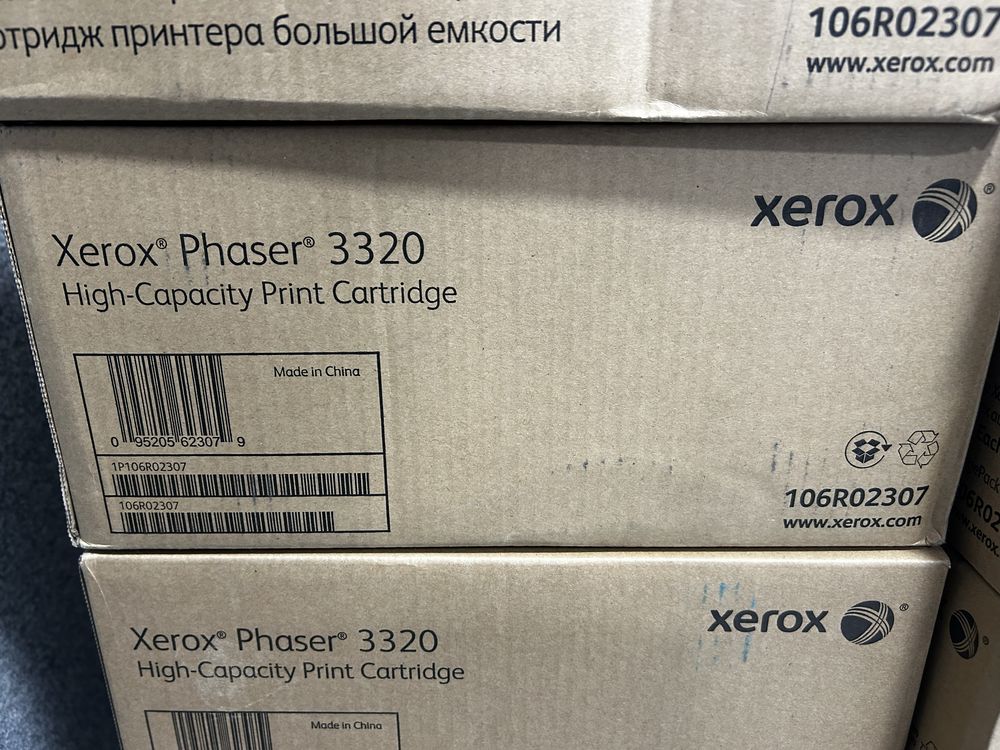 принтера большой емкости
106R02307
www.xerox.com
xerox®
Xerox® Phaser® 3320
High-Capacity Print Cartridge
Made in China
0 95205 62307 9
1P106R02307
106R02307
106R02307
www.xerox.com
xerox®
Xerox® Phaser® 3320
High-Capacity Print Cartridge
Made in China